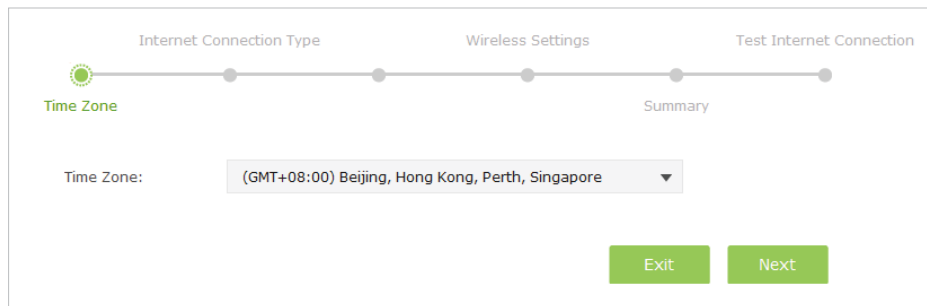 Internet Connection Type Wireless Settings Test Internet Connection
Time Zone Summary
Time Zone: (GMT+08:00) Beijing, Hong Kong, Perth, Singapore
Exit Next